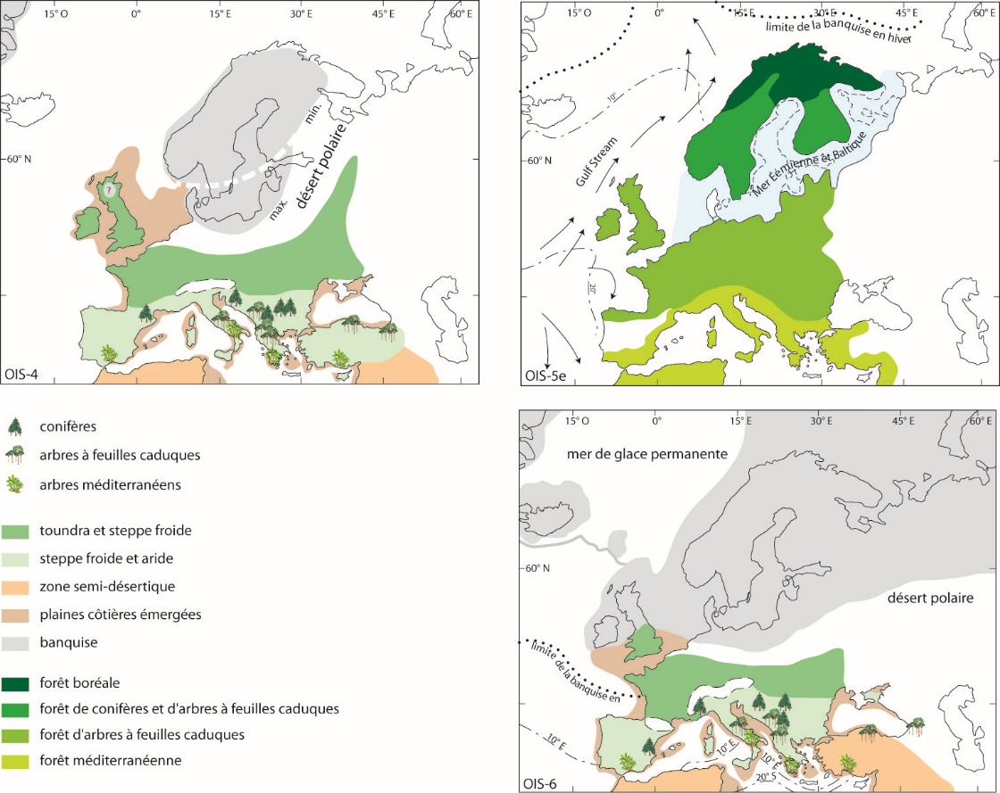 15° O 0° 15° E 30° E 45° E 60° E
60° N
?
min.
max.
désert polaire
OIS-4
15° O 0° 15° E 30° E 45° E 60° E
limite de la banquise en hiver
10°
60° N
Gulf Stream
Mer Éémienne et Baltique
20°
OIS-5e
conifères
arbres à feuilles caduques
arbres méditerranéens
toundra et steppe froide
steppe froide et aride
zone semi-désertique
plaines côtières émergées
banquise
forêt boréale
forêt de conifères et d'arbres à feuilles caduques
forêt d'arbres à feuilles caduques
forêt méditerranéenne
15° O 0° 15° E 30° E 45° E 60° E
mer de glace permanente
60° N
désert polaire
limite de la banquise en
10° E
10° E
10° E
20° S
OIS-6